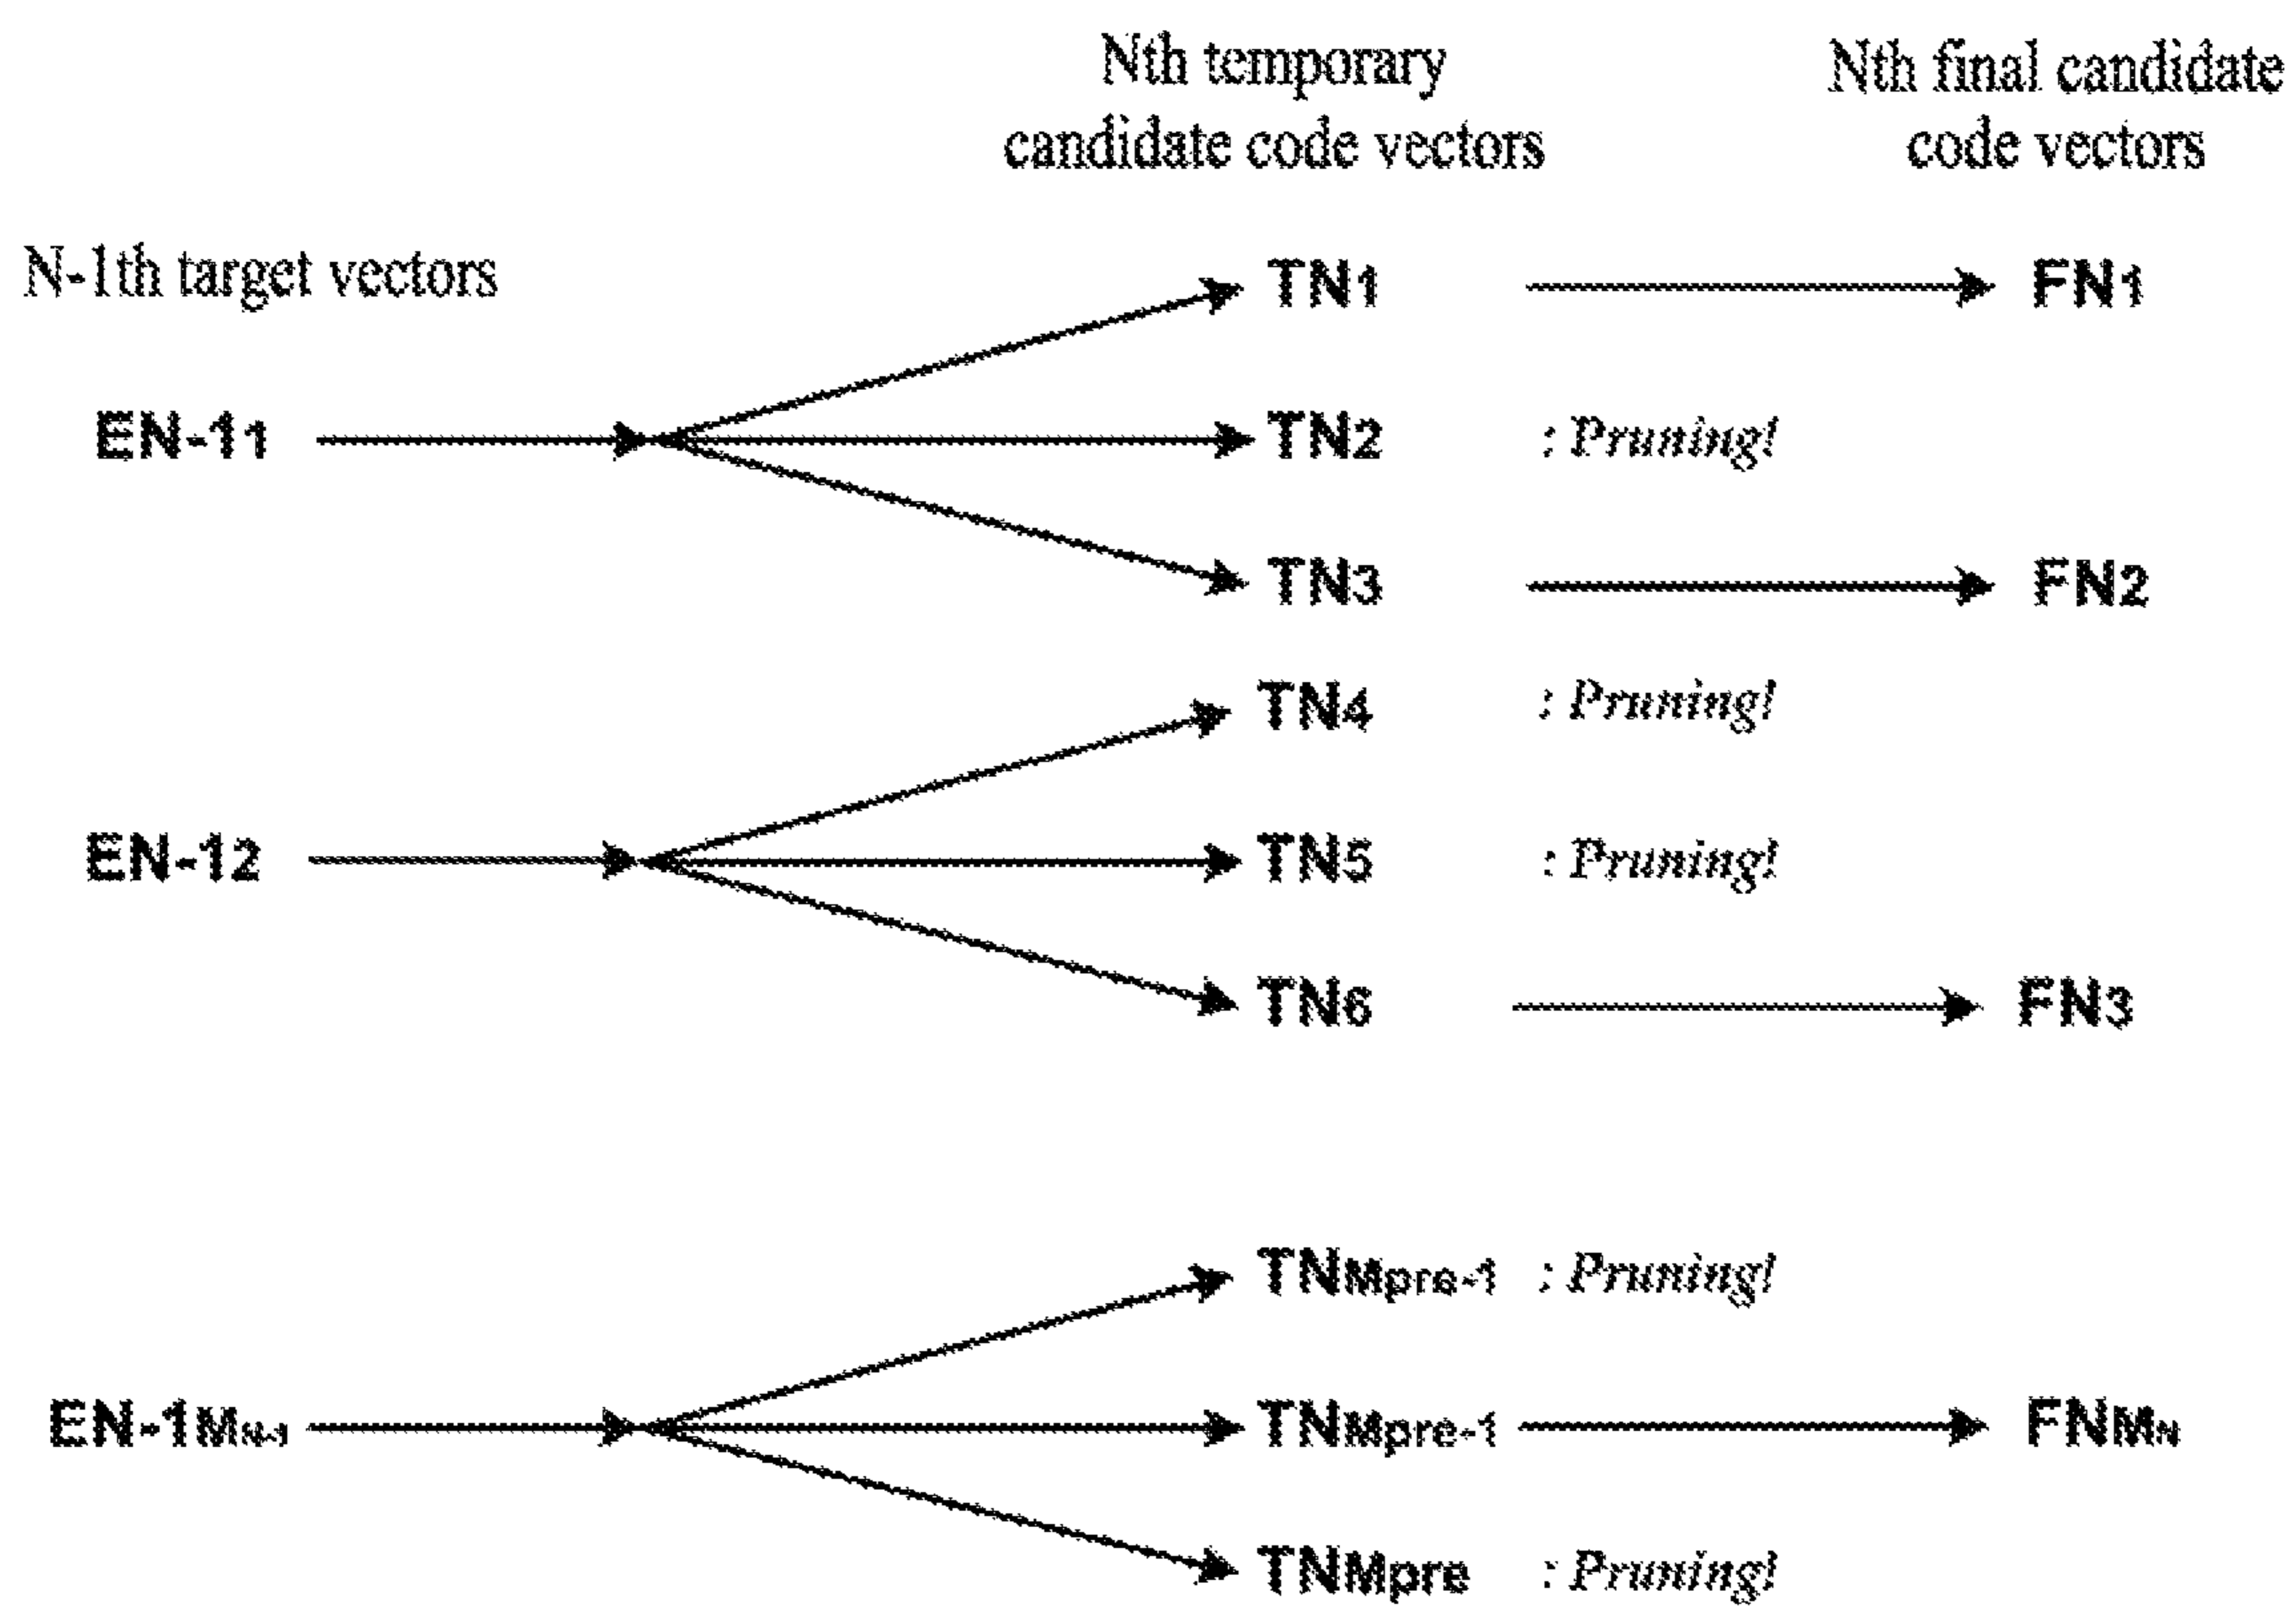 Nth temporary
candidate code vectors
Nth final candidate
code vectors
N-1th target vectors
TN1
FN1
EN-11
TN2
: Pruning!
TN3
FN2
TN4
: Pruning!
EN-12
TN5
: Pruning!
TN6
FN3
TNMpre-1
: Pruning!
EN-1MN-1
TNMpre-1
FNMN
TNMpre
: Pruning!